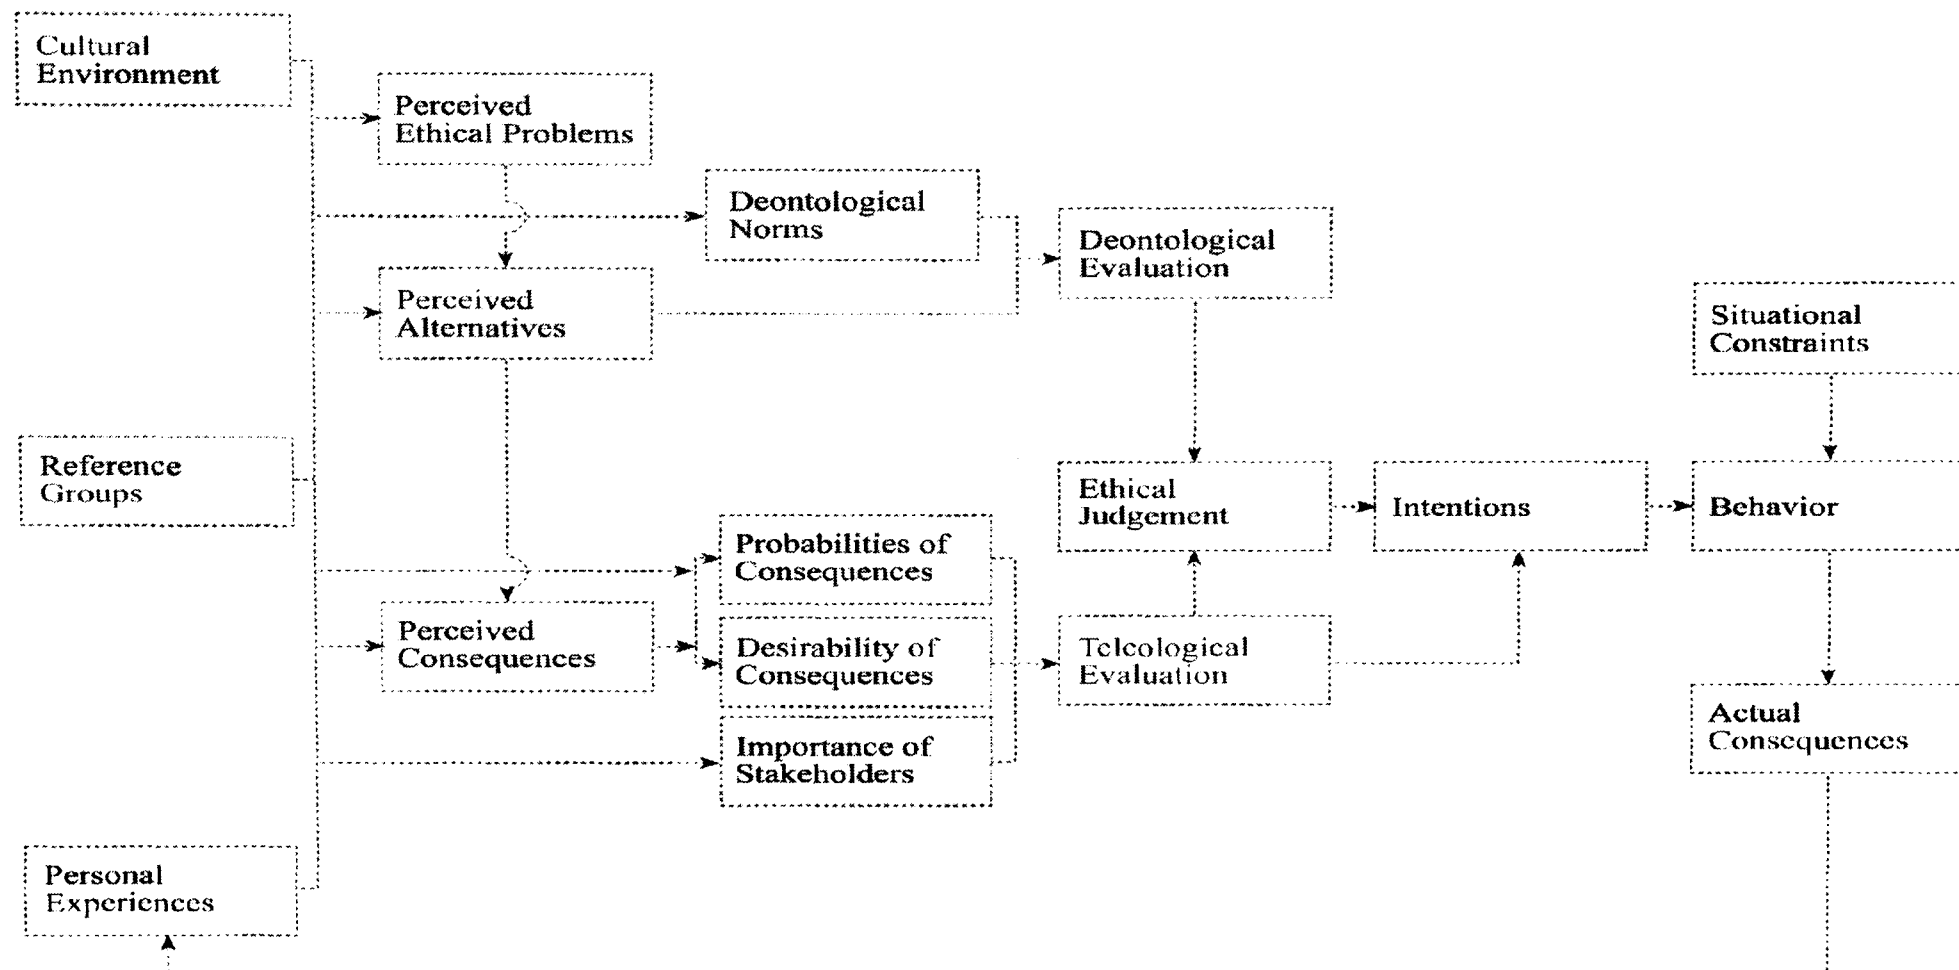 Cultural
Environment
Perceived
Ethical Problems
Deontological
Norms
Deontological
Evaluation
Perceived
Alternatives
Situational
Constraints
Reference
Groups
Ethical
Judgement
Intentions
Behavior
Probabilities of
Consequences
Perceived
Consequences
Desirability of
Consequences
Teleological
Evaluation
Importance of
Stakeholders
Actual
Consequences
Personal
Experiences